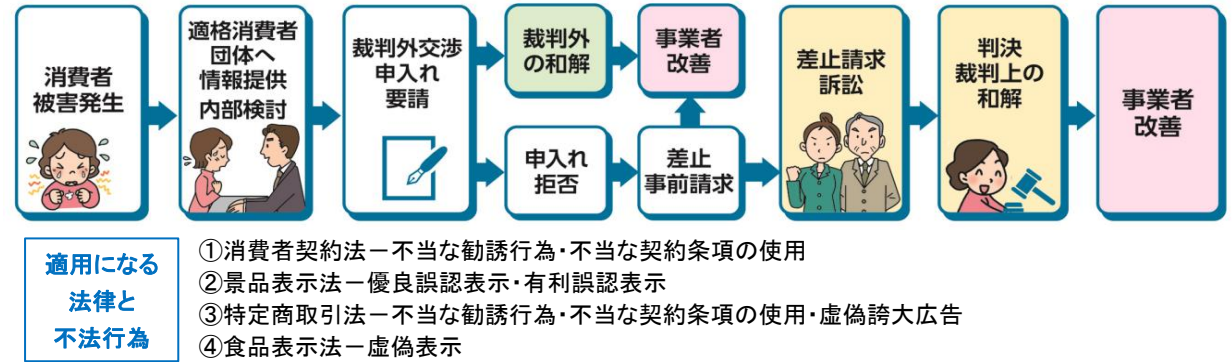 消費者
被害発生
適格消費者
団体へ
情報提供
内部検討
裁判外交渉
申入れ
要請
裁判外
の和解
事業者
改善
申入れ
拒否
差止
事前請求
差止請求
訴訟
判決
裁判上の
和解
事業者
改善
適用になる
法律と
不法行為
①消費者契約法－不当な勧誘行為・不当な契約条項の使用
②景品表示法－優良誤認表示・有利誤認表示
③特定商取引法－不当な勧誘行為・不当な契約条項の使用・虚偽誇大広告
④食品表示法－虚偽表示